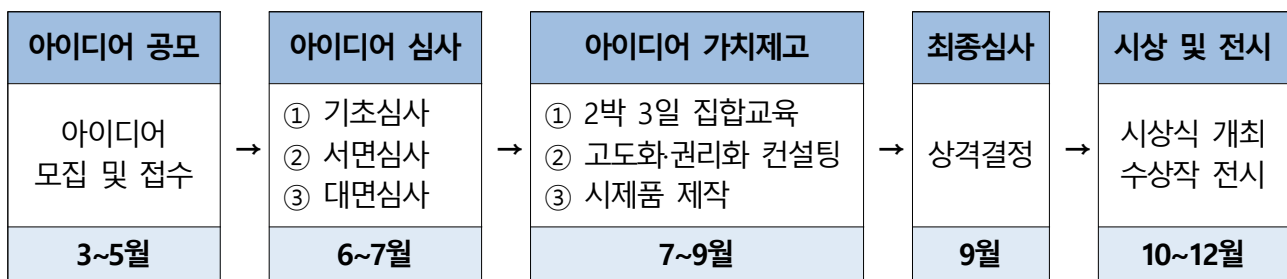 아이디어 공모
아이디어
모집 및 접수
3~5월
→
아이디어 심사
① 기초심사
② 서면심사
③ 대면심사
6~7월
→
아이디어 가치제고
① 2박 3일 집합교육
② 고도화·권리화 컨설팅
③ 시제품 제작
7~9월
→
최종심사
상격결정
9월
→
시상 및 전시
시상식 개최
수상작 전시
10~12월